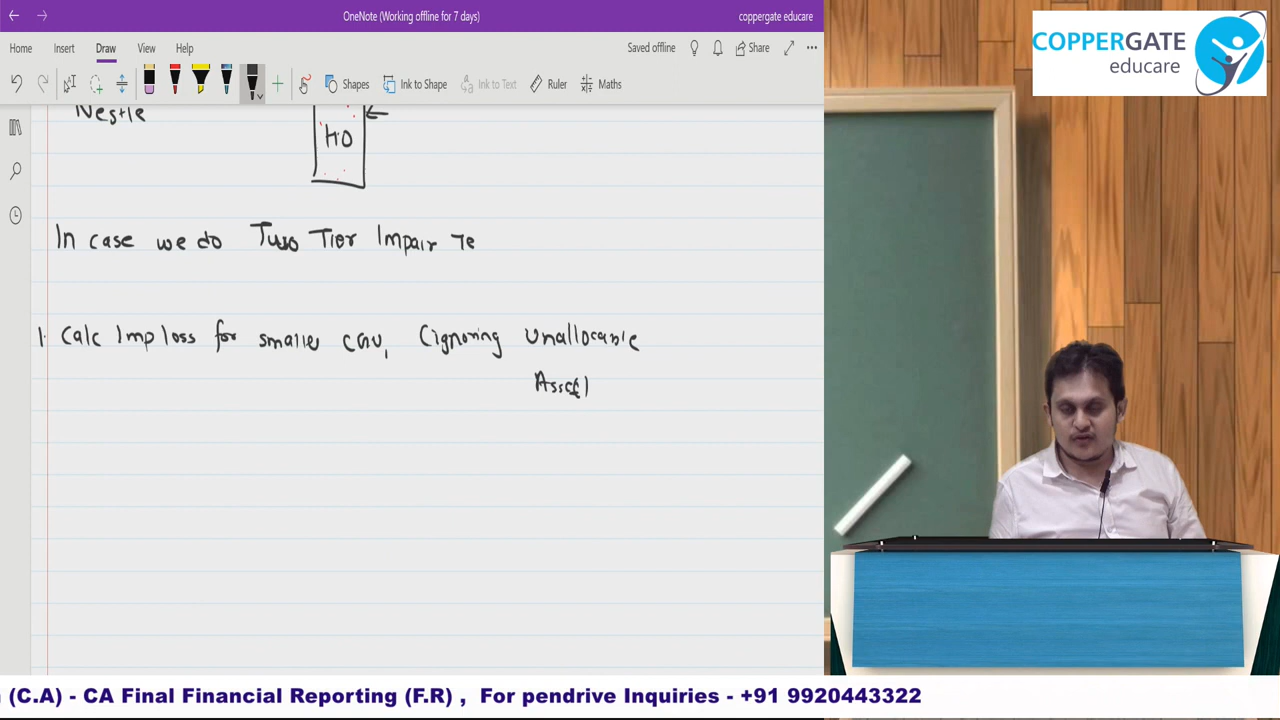 OneNote (Working offline for 7 days)
coppergate educare
Home Insert Draw View Help
Saved offline Share
Shapes Ink to Shape Ink to Text Ruler Maths
COPPERGATE
educare
Nestle
HO
In case we do Two Tier Impair Te
1. Calc Imp loss for smaller CGU, (ignoring Unallocable
Asset)
(C.A) - CA Final Financial Reporting (F.R) , For pendrive Inquiries - +91 9920443322